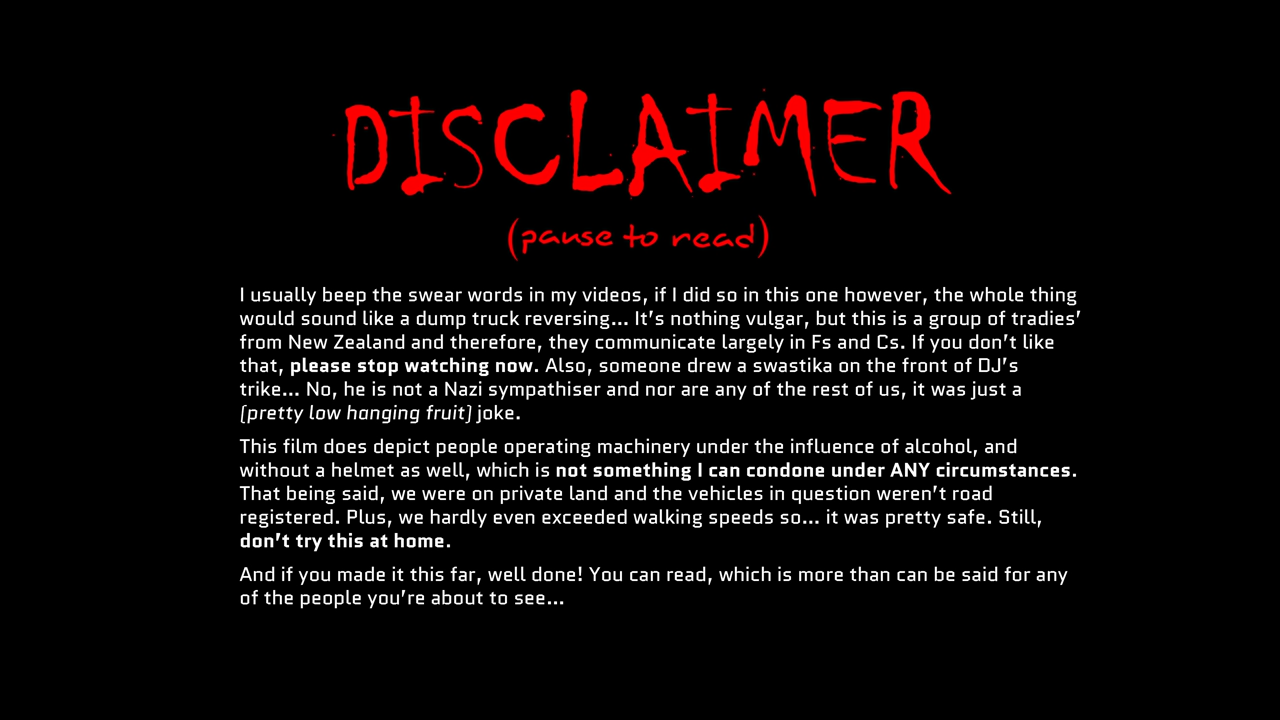 DISCLAIMER
(pause to read)
I usually beep the swear words in my videos, if I did so in this one however, the whole thing
would sound like a dump truck reversing... It's nothing vulgar, but this is a group of tradies'
from New Zealand and therefore, they communicate largely in Fs and Cs. If you don't like
that, please stop watching now. Also, someone drew a swastika on the front of DJ's
trike... No, he is not a Nazi sympathiser and nor are any of the rest of us, it was just a
(pretty low hanging fruit) joke.
This film does depict people operating machinery under the influence of alcohol, and
without a helmet as well, which is not something I can condone under ANY circumstances.
That being said, we were on private land and the vehicles in question weren't road
registered. Plus, we hardly even exceeded walking speeds so... it was pretty safe. Still,
don't try this at home.
And if you made it this far, well done! You can read, which is more than can be said for any
of the people you're about to see...